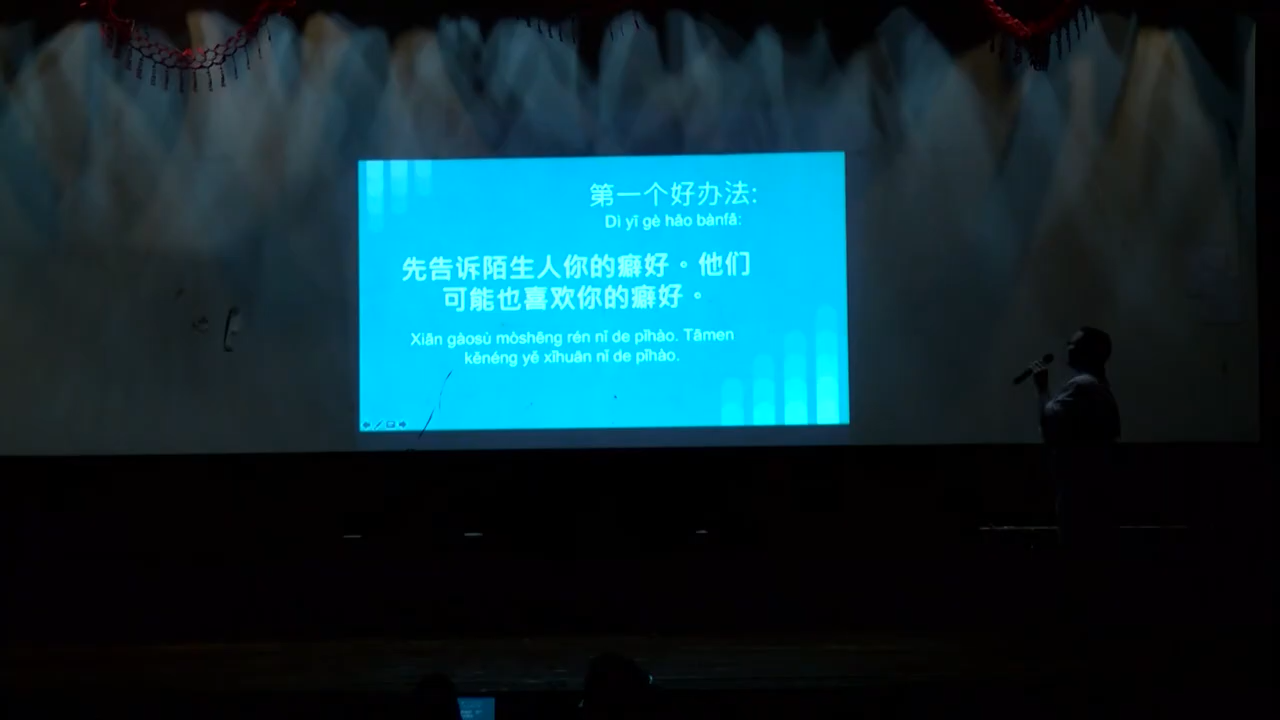 第一个好办法:
Dì yī gè hǎo bànfǎ:
先告诉陌生人你的癖好。他们
可能也喜欢你的癖好。
Xiān gàosù mòshēng rén nǐ de pǐhào. Tāmen
kěnéng yě xǐhuān nǐ de pǐhào.